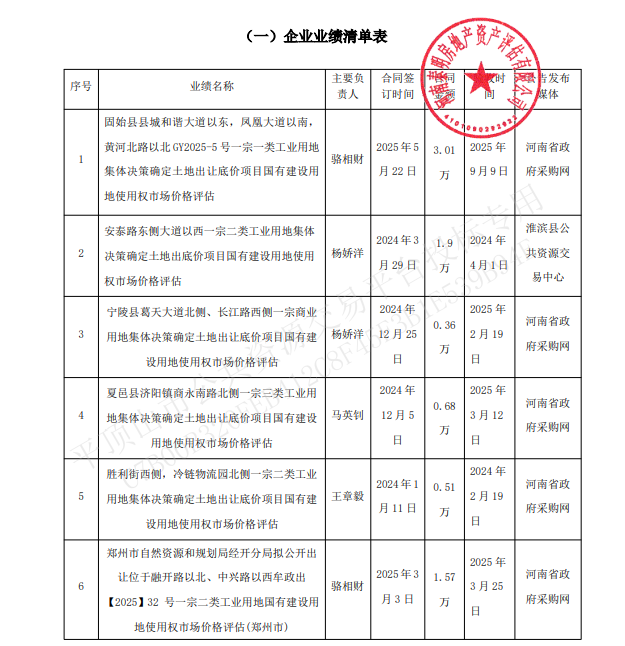 （一）企业业绩清单表
序号 业绩名称 主要负责人 合同签订时间 合同金额 时间 公告发布媒体
1
固始县县城和谐大道以东，凤凰大道以南，
黄河北路以北 GY2025-5 号一宗一类工业用地
集体决策确定土地出让底价项目国有建设用
地使用权市场价格评估
骆相财
2025 年 5
月 22 日
3.01
万
2025 年
9 月 9 日
河南省政
府采购网
2
安泰路东侧大道以西一宗二类工业用地集体
决策确定土地出让底价项目国有建设用地使用
权市场价格评估
杨娇洋
2024 年 3
月 29 日
1.9
万
2024 年
4 月 1 日
淮滨县公
共资源交
易中心
3
宁陵县葛天大道北侧、长江路西侧一宗商业
用地集体决策确定土地出让底价项目国有建
设用地使用权市场价格评估
杨娇洋
2024 年
12 月 25
日
0.36
万
2025 年
2 月 19
日
河南省政
府采购网
4
夏邑县济阳镇商永南路北侧一宗三类工业用
地集体决策确定土地出让底价项目国有建设
用地使用权市场价格评估
马英钊
2024 年
12 月 5
日
0.68
万
2025 年
3 月 12
日
河南省政
府采购网
5
胜利街西侧，冷链物流园北侧一宗二类工业
用地集体决策确定土地出让底价项目国有建
设用地使用权市场价格评估
王章毅
2024 年 1
月 11 日
0.51
万
2024 年
2 月 19
日
河南省政
府采购网
6
郑州市自然资源和规划局经开分局拟公开出
让位于融开路以北、中兴路以西牟政出
【2025】32 号一宗二类工业用地国有建设用
地使用权市场价格评估(郑州市)
骆相财
2025 年 3
月 3 日
1.57
万
2025 年
3 月 25
日
河南省政
府采购网